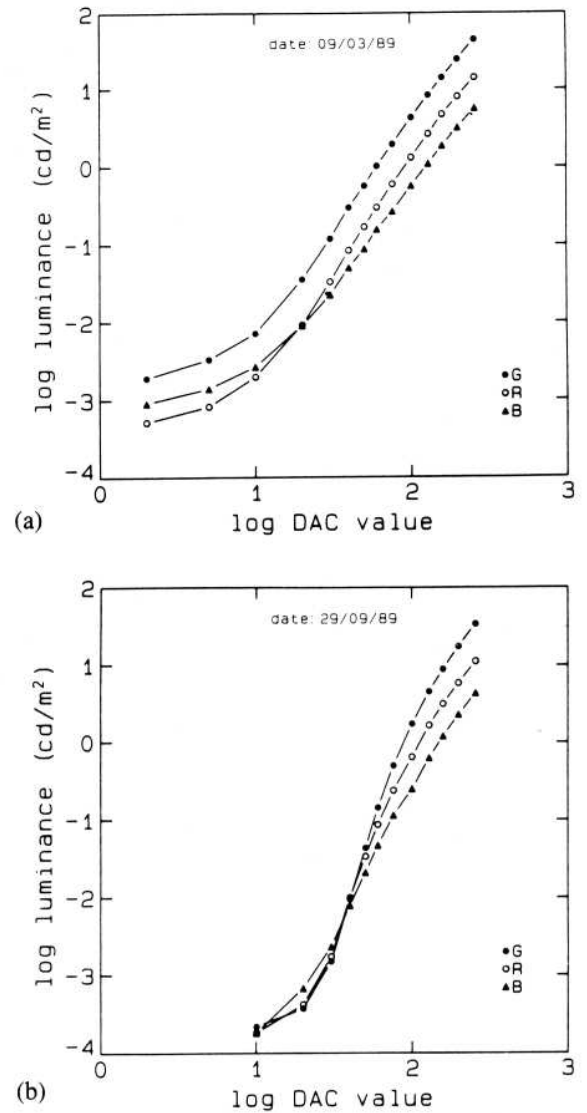 2
date: 09/03/89
1
0
-1
-2
-3
-4
log luminance (cd/m²)
G
R
B
0
1
2
3
log DAC value
(a)
2
date: 29/09/89
1
0
-1
-2
-3
-4
log luminance (cd/m²)
G
R
B
0
1
2
3
log DAC value
(b)